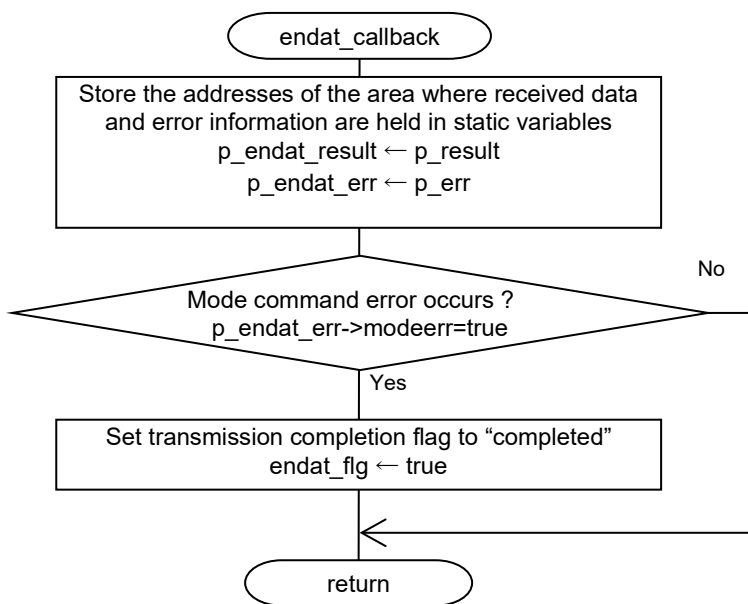 endat_callback
Store the addresses of the area where received data
and error information are held in static variables
p_endat_result ← p_result
p_endat_err ← p_err
No
Mode command error occurs ?
p_endat_err->modeerr=true
Yes
Set transmission completion flag to “completed”
endat_flg ← true
return